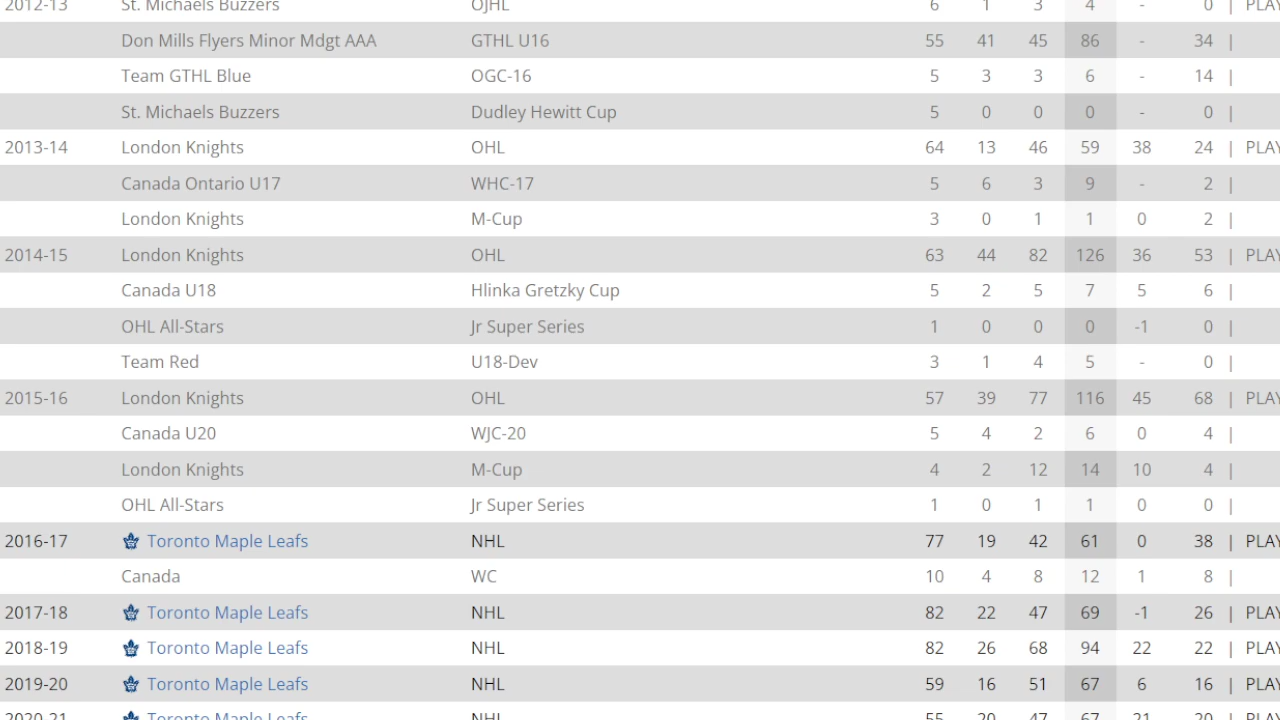 2012-13 St. Michaels Buzzers OJHL 6 1 3 4 - 0 | PLAY
Don Mills Flyers Minor Mdgt AAA GTHL U16 55 41 45 86 - 34 |
Team GTHL Blue OGC-16 5 3 3 6 - 14 |
St. Michaels Buzzers Dudley Hewitt Cup 5 0 0 0 - 0 |
2013-14 London Knights OHL 64 13 46 59 38 24 | PLAY
Canada Ontario U17 WHC-17 5 6 3 9 - 2 |
London Knights M-Cup 3 0 1 1 0 2 |
2014-15 London Knights OHL 63 44 82 126 36 53 | PLAY
Canada U18 Hlinka Gretzky Cup 5 2 5 7 5 6 |
OHL All-Stars Jr Super Series 1 0 0 0 -1 0 |
Team Red U18-Dev 3 1 4 5 - 0 |
2015-16 London Knights OHL 57 39 77 116 45 68 | PLAY
Canada U20 WJC-20 5 4 2 6 0 4 |
London Knights M-Cup 4 2 12 14 10 4 |
OHL All-Stars Jr Super Series 1 0 1 1 0 0 |
2016-17 Toronto Maple Leafs NHL 77 19 42 61 0 38 | PLAY
Canada WC 10 4 8 12 1 8 |
2017-18 Toronto Maple Leafs NHL 82 22 47 69 -1 26 | PLAY
2018-19 Toronto Maple Leafs NHL 82 26 68 94 22 22 | PLAY
2019-20 Toronto Maple Leafs NHL 59 16 51 67 6 16 | PLAY
2020-21 Toronto Maple Leafs NHL 55 20 47 67 21 20 | PLAY